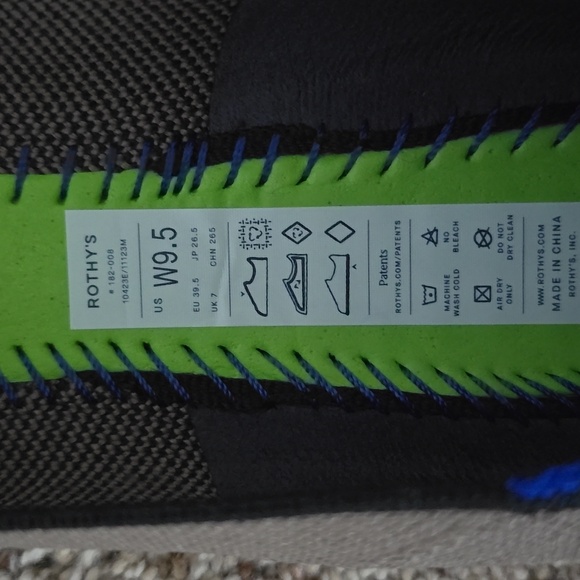 ROTHY'S
# 182-008
10423E/11123M
US W9.5
EU 39.5 JP 26.5
UK 7 CHN 265
Patents
ROTHYS.COM/PATENTS
MACHINE
WASH COLD
NO
BLEACH
AIR DRY
ONLY
DO NOT
DRY CLEAN
WWW.ROTHYS.COM
MADE IN CHINA
ROTHY'S, INC.